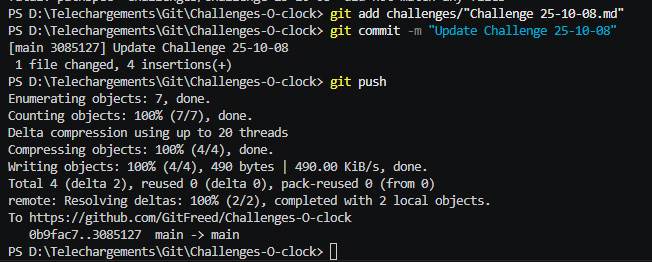 PS D:\Telechargements\Git\Challenges-O-clock> git add challenges/"Challenge 25-10-08.md"
PS D:\Telechargements\Git\Challenges-O-clock> git commit -m "Update Challenge 25-10-08"
[main 3085127] Update Challenge 25-10-08
 1 file changed, 4 insertions(+)
PS D:\Telechargements\Git\Challenges-O-clock> git push
Enumerating objects: 7, done.
Counting objects: 100% (7/7), done.
Delta compression using up to 20 threads
Compressing objects: 100% (4/4), done.
Writing objects: 100% (4/4), 490 bytes | 490.00 KiB/s, done.
Total 4 (delta 2), reused 0 (delta 0), pack-reused 0 (from 0)
remote: Resolving deltas: 100% (2/2), completed with 2 local objects.
To https://github.com/GitFreed/Challenges-O-clock
   0b9fac7..3085127  main -> main
PS D:\Telechargements\Git\Challenges-O-clock>